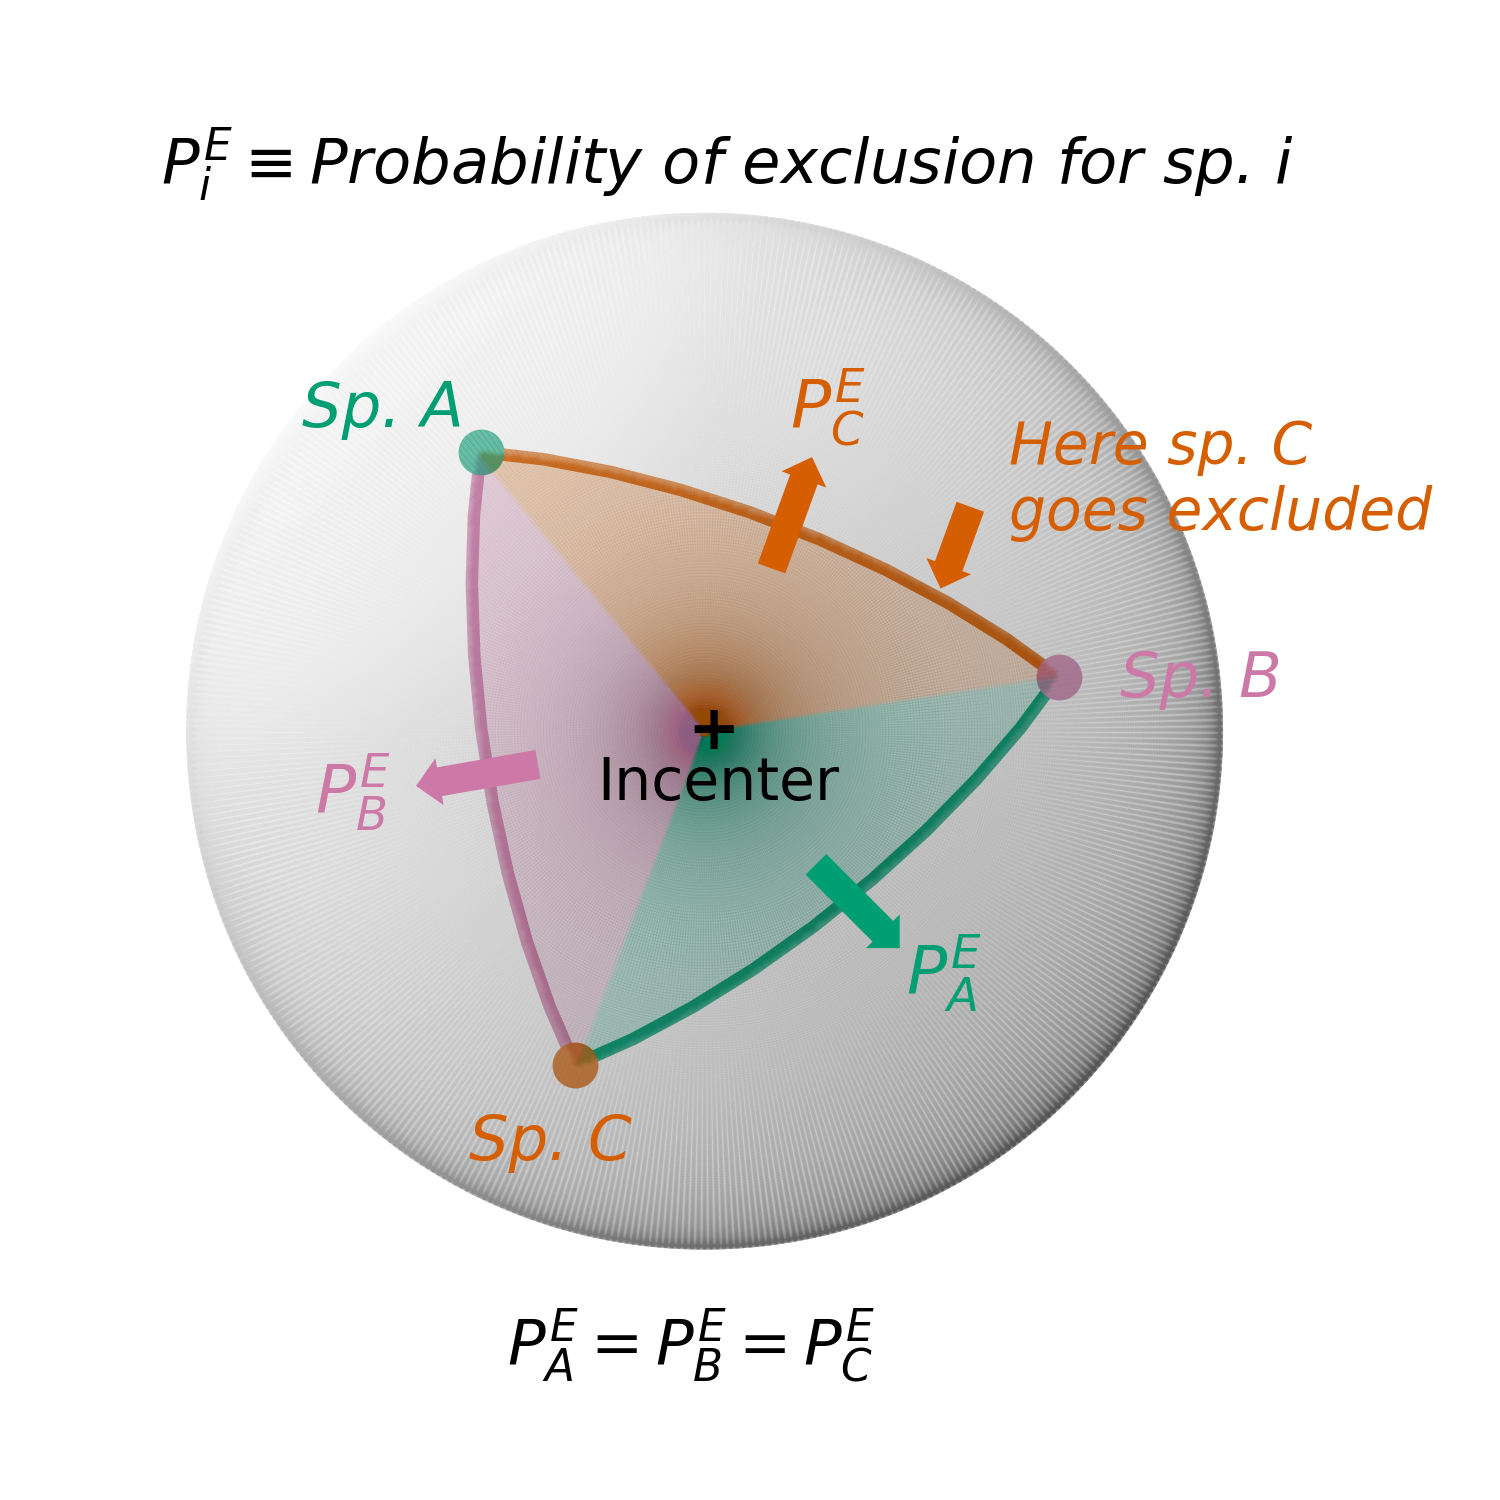 P_i^E ≡ Probability of exclusion for sp. i
Sp. A
P_C^E
Here sp. C
goes excluded
Sp. B
+
Incenter
P_B^E
P_A^E
Sp. C
P_A^E = P_B^E = P_C^E